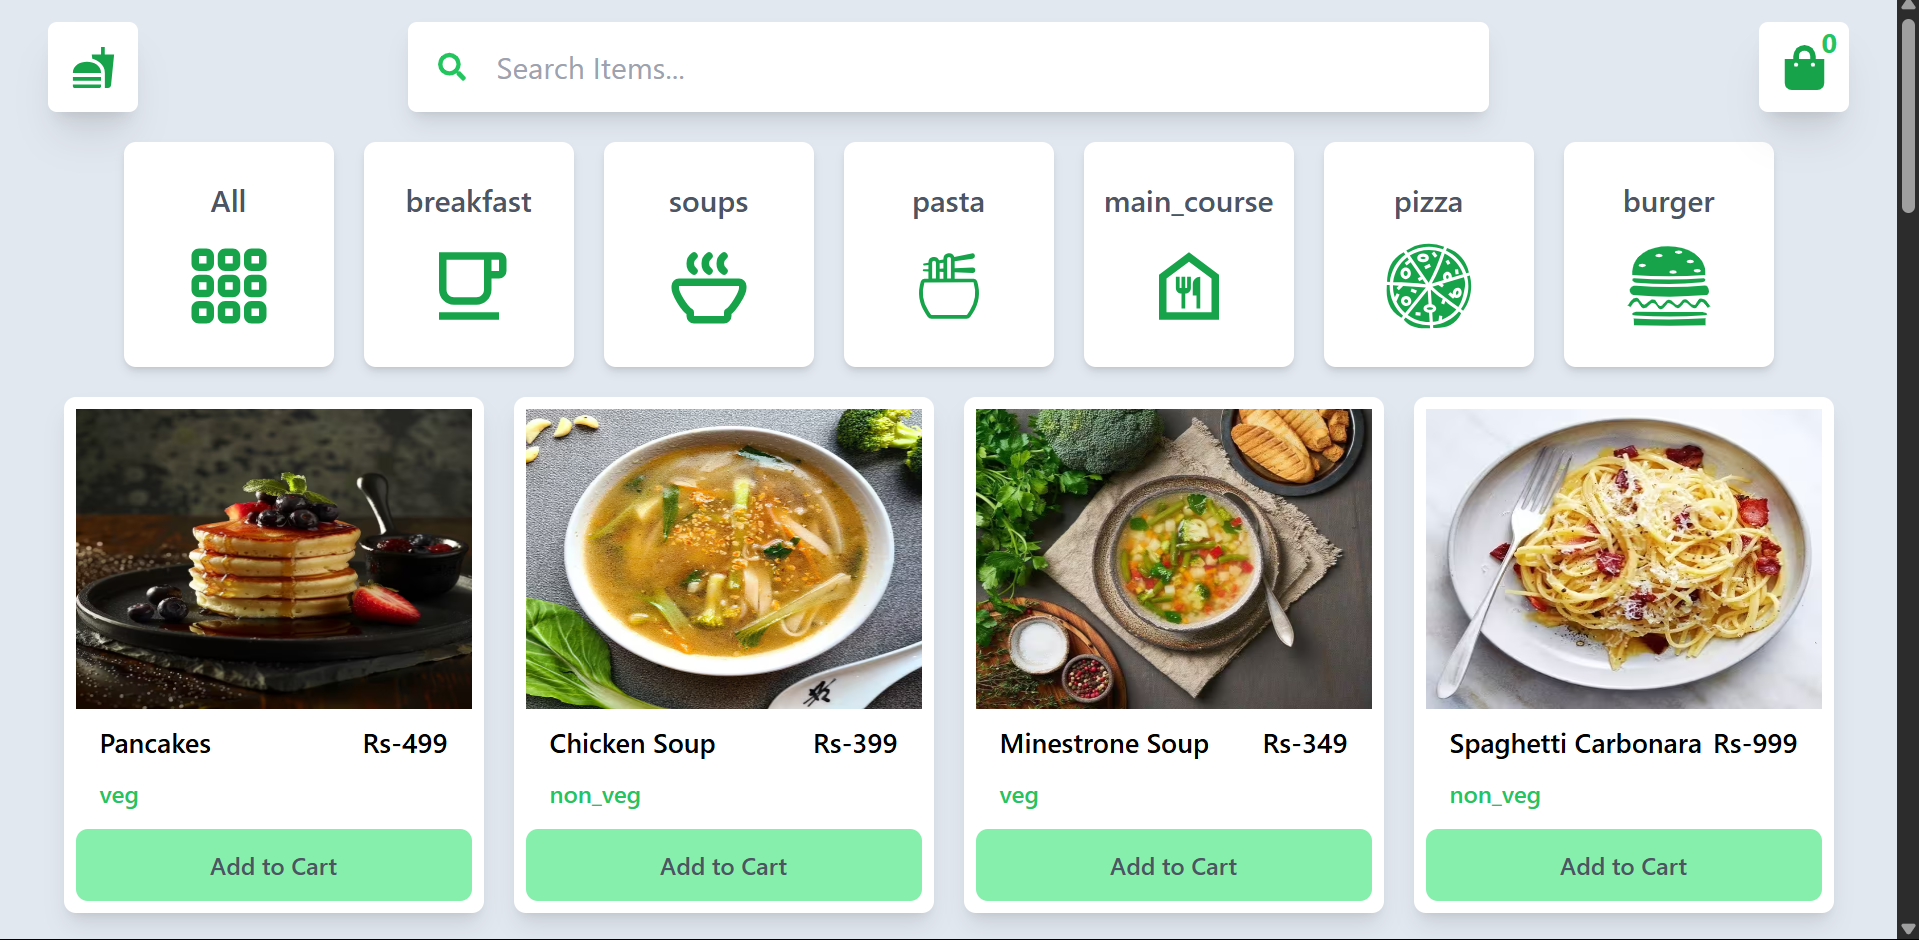 Search Items...
0
All
breakfast
soups
pasta
main_course
pizza
burger
Pancakes Rs-499
veg
Add to Cart
Chicken Soup Rs-399
non_veg
Add to Cart
Minestrone Soup Rs-349
veg
Add to Cart
Spaghetti Carbonara Rs-999
non_veg
Add to Cart